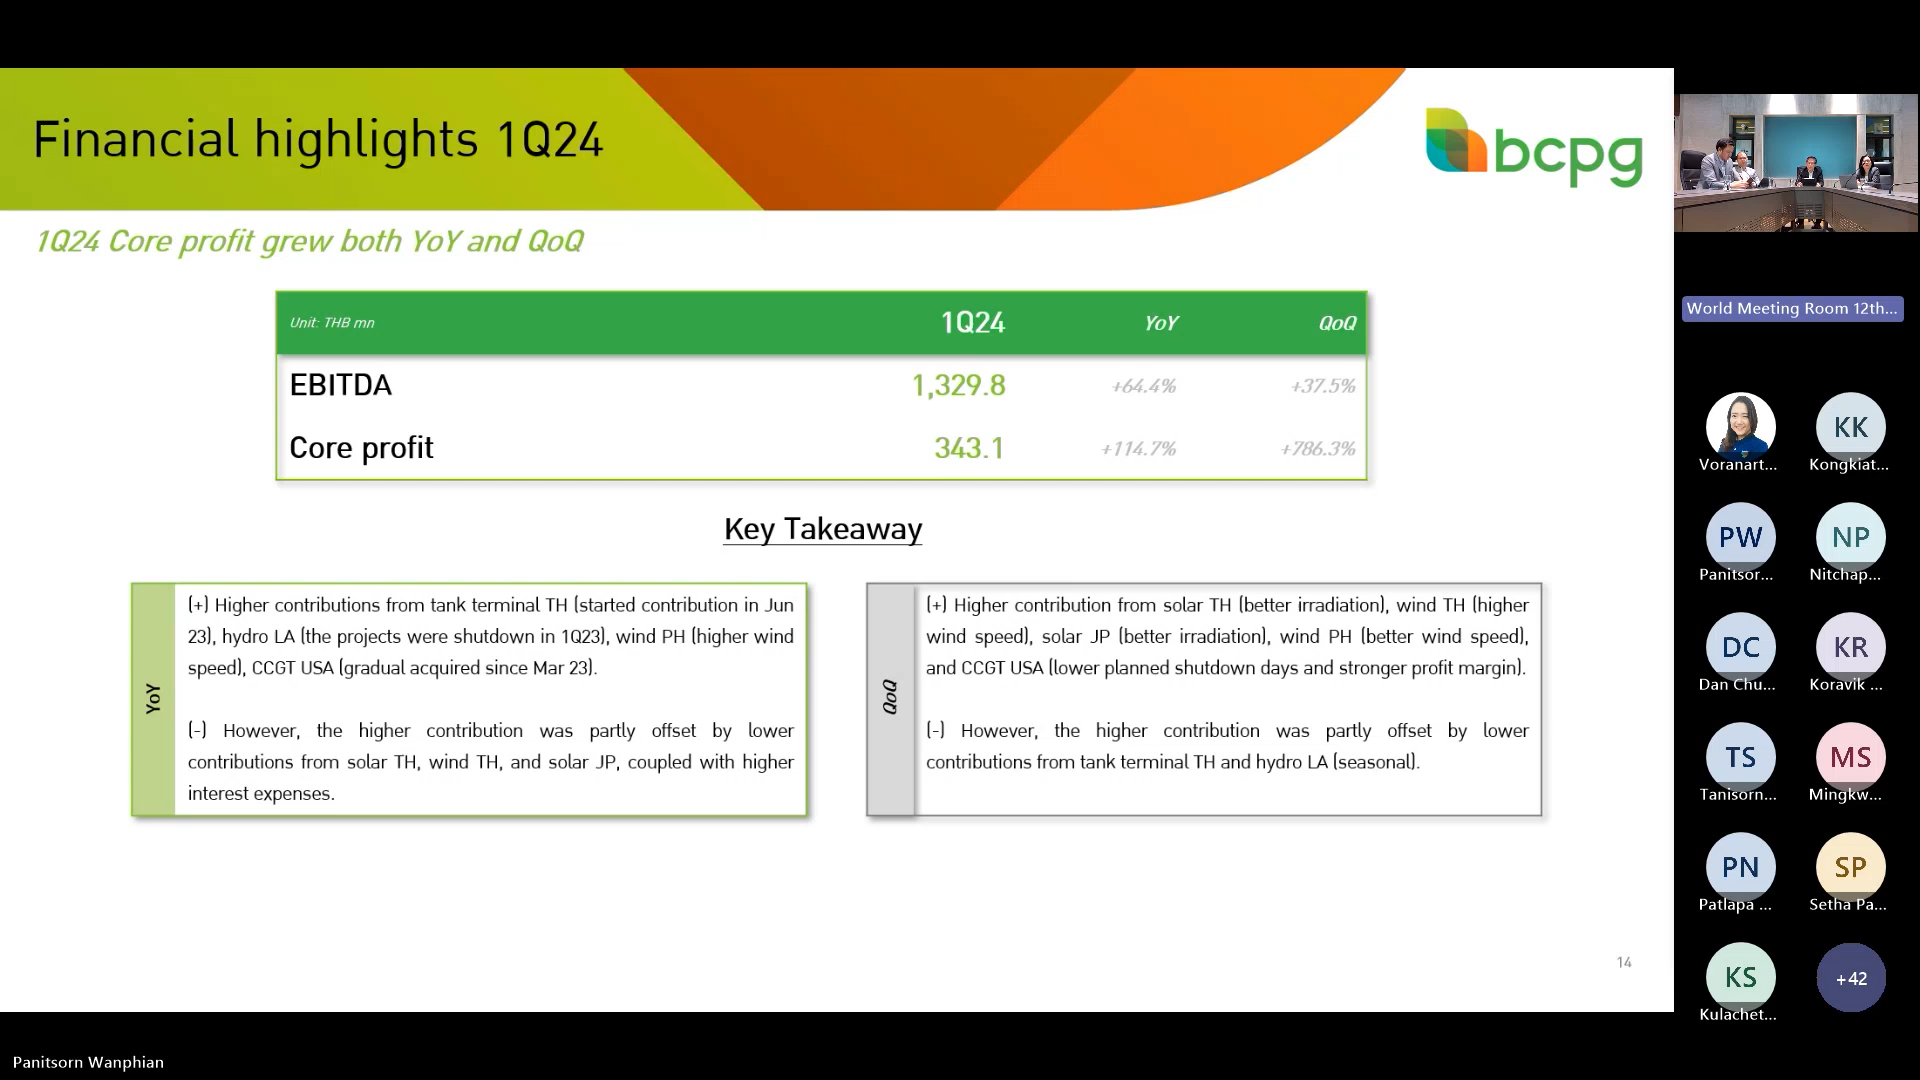 Financial highlights 1Q24
bcpg
1Q24 Core profit grew both YoY and QoQ
Unit: THB mn 1Q24 YoY QoQ
EBITDA 1,329.8 +64.4% +37.5%
Core profit 343.1 +114.7% +786.3%
Key Takeaway
YoY
(+) Higher contributions from tank terminal TH (started contribution in Jun
23), hydro LA (the projects were shutdown in 1Q23), wind PH (higher wind
speed), CCGT USA (gradual acquired since Mar 23).
(-) However, the higher contribution was partly offset by lower
contributions from solar TH, wind TH, and solar JP, coupled with higher
interest expenses.
QoQ
(+) Higher contribution from solar TH (better irradiation), wind TH (higher
wind speed), solar JP (better irradiation), wind PH (better wind speed),
and CCGT USA (lower planned shutdown days and stronger profit margin).
(-) However, the higher contribution was partly offset by lower
contributions from tank terminal TH and hydro LA (seasonal).
14
World Meeting Room 12th...
Voranart...
KK
Kongkiat...
PW
Panitsor...
NP
Nitchap...
DC
Dan Chu...
KR
Koravik ...
TS
Tanisorn...
MS
Mingkw...
PN
Patlapa ...
SP
Setha Pa...
KS
Kulachet...
+42
Panitsorn Wanphian